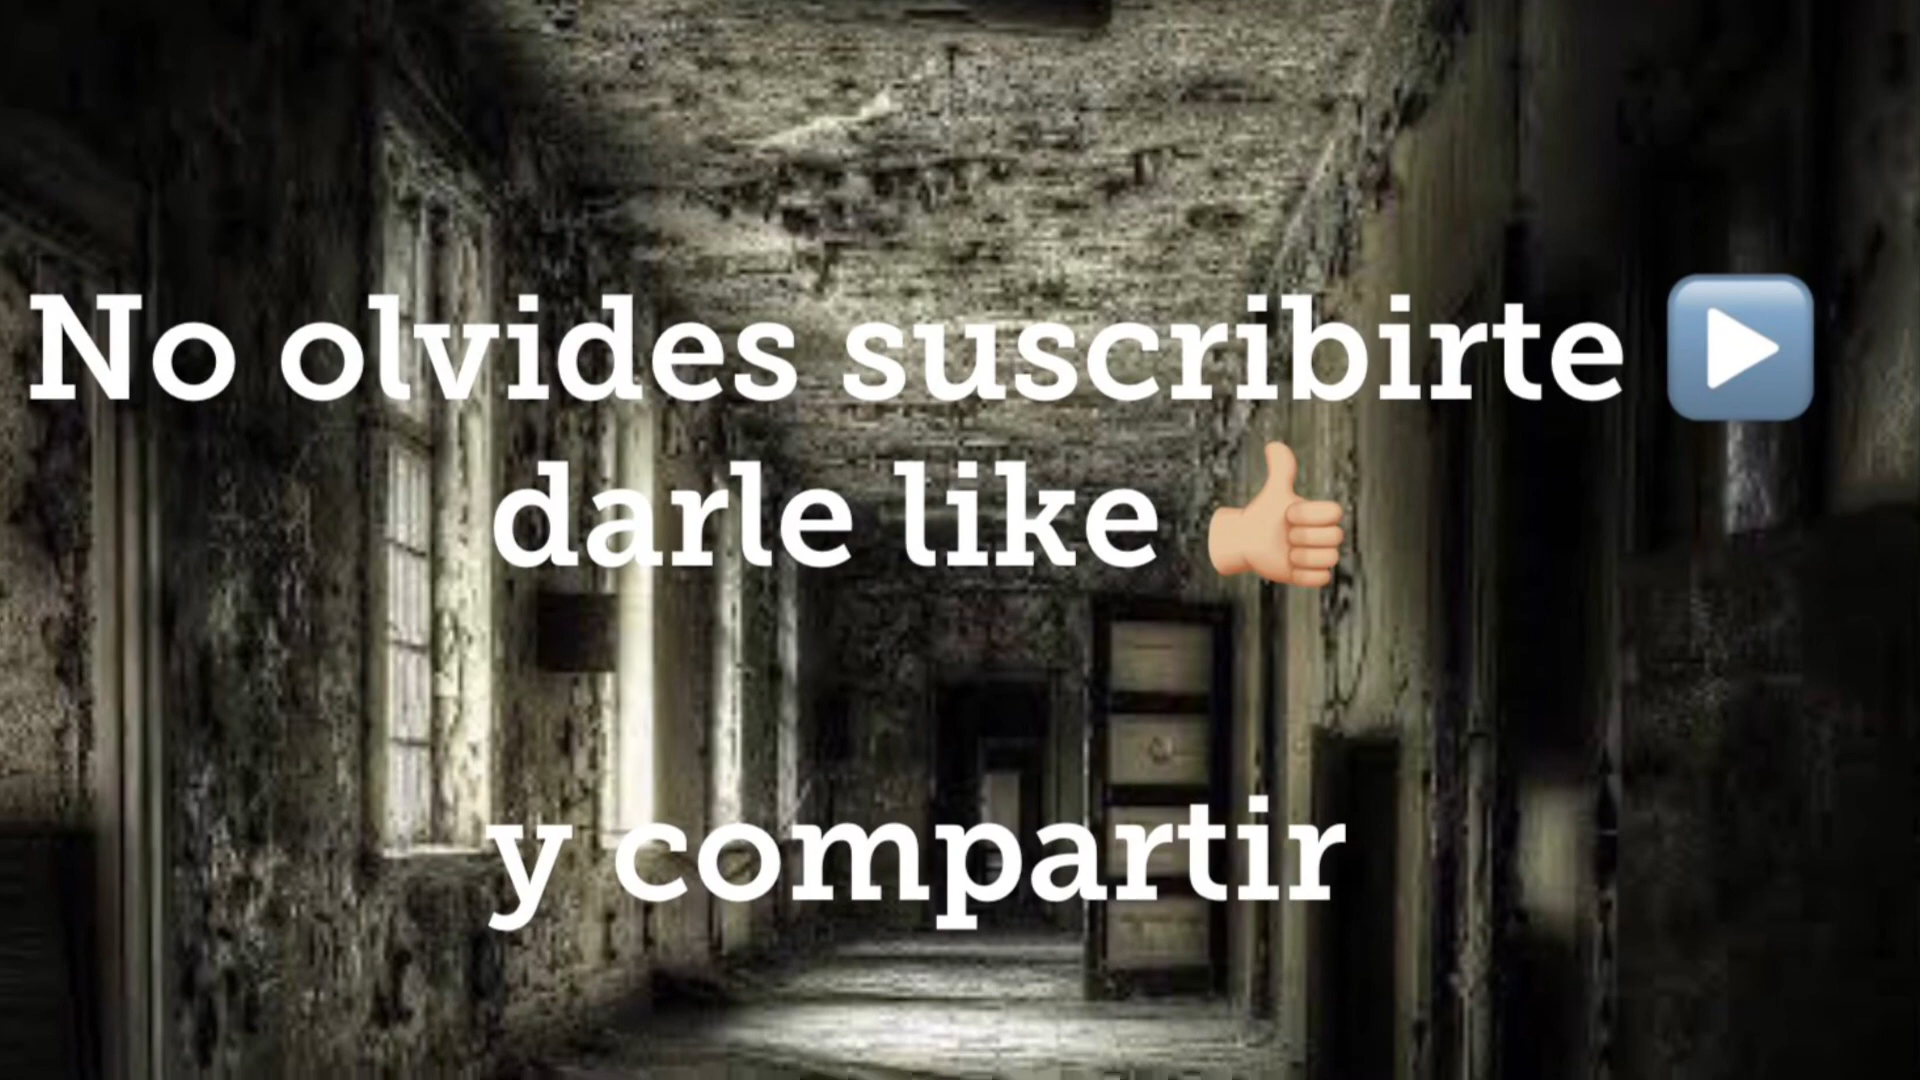 No olvides suscribirte ▶️
darle like 👍🏼
y compartir